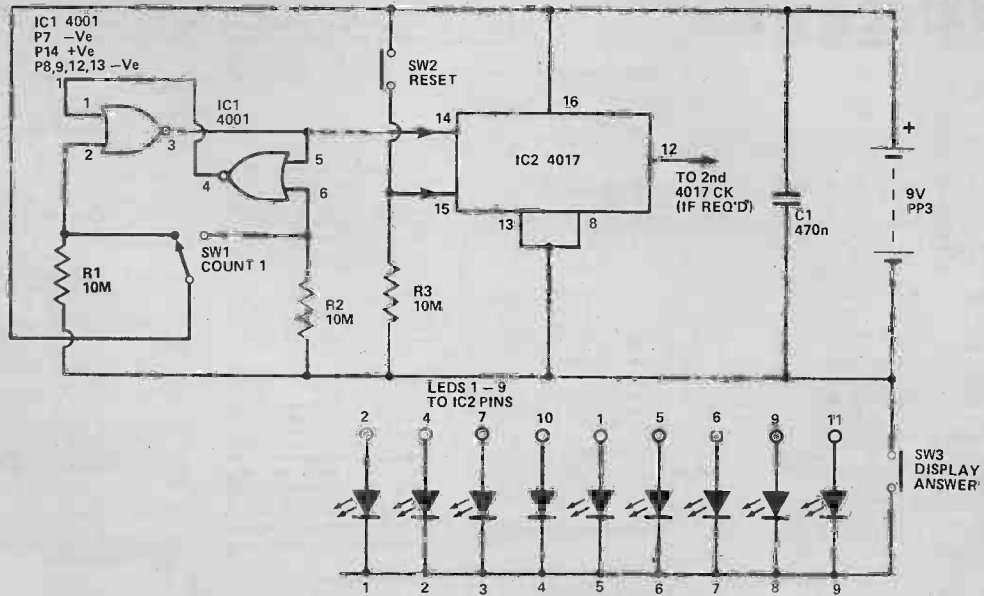 IC1 4001
P7 –Ve
P14 +Ve
P8,9,12,13 –Ve
1
1
2
3
IC1
4001
4
5
6
SW1
COUNT 1
R1
10M
R2
10M
SW2
RESET
R3
10M
14
15
16
IC2 4017
13
8
12
TO 2nd
4017 CK
(IF REQ'D)
C1
470n
+
9V
PP3
LEDS 1 – 9
TO IC2 PINS
2 4 7 10 1 5 6 9 11
SW3
DISPLAY
ANSWER
1 2 3 4 5 6 7 8 9